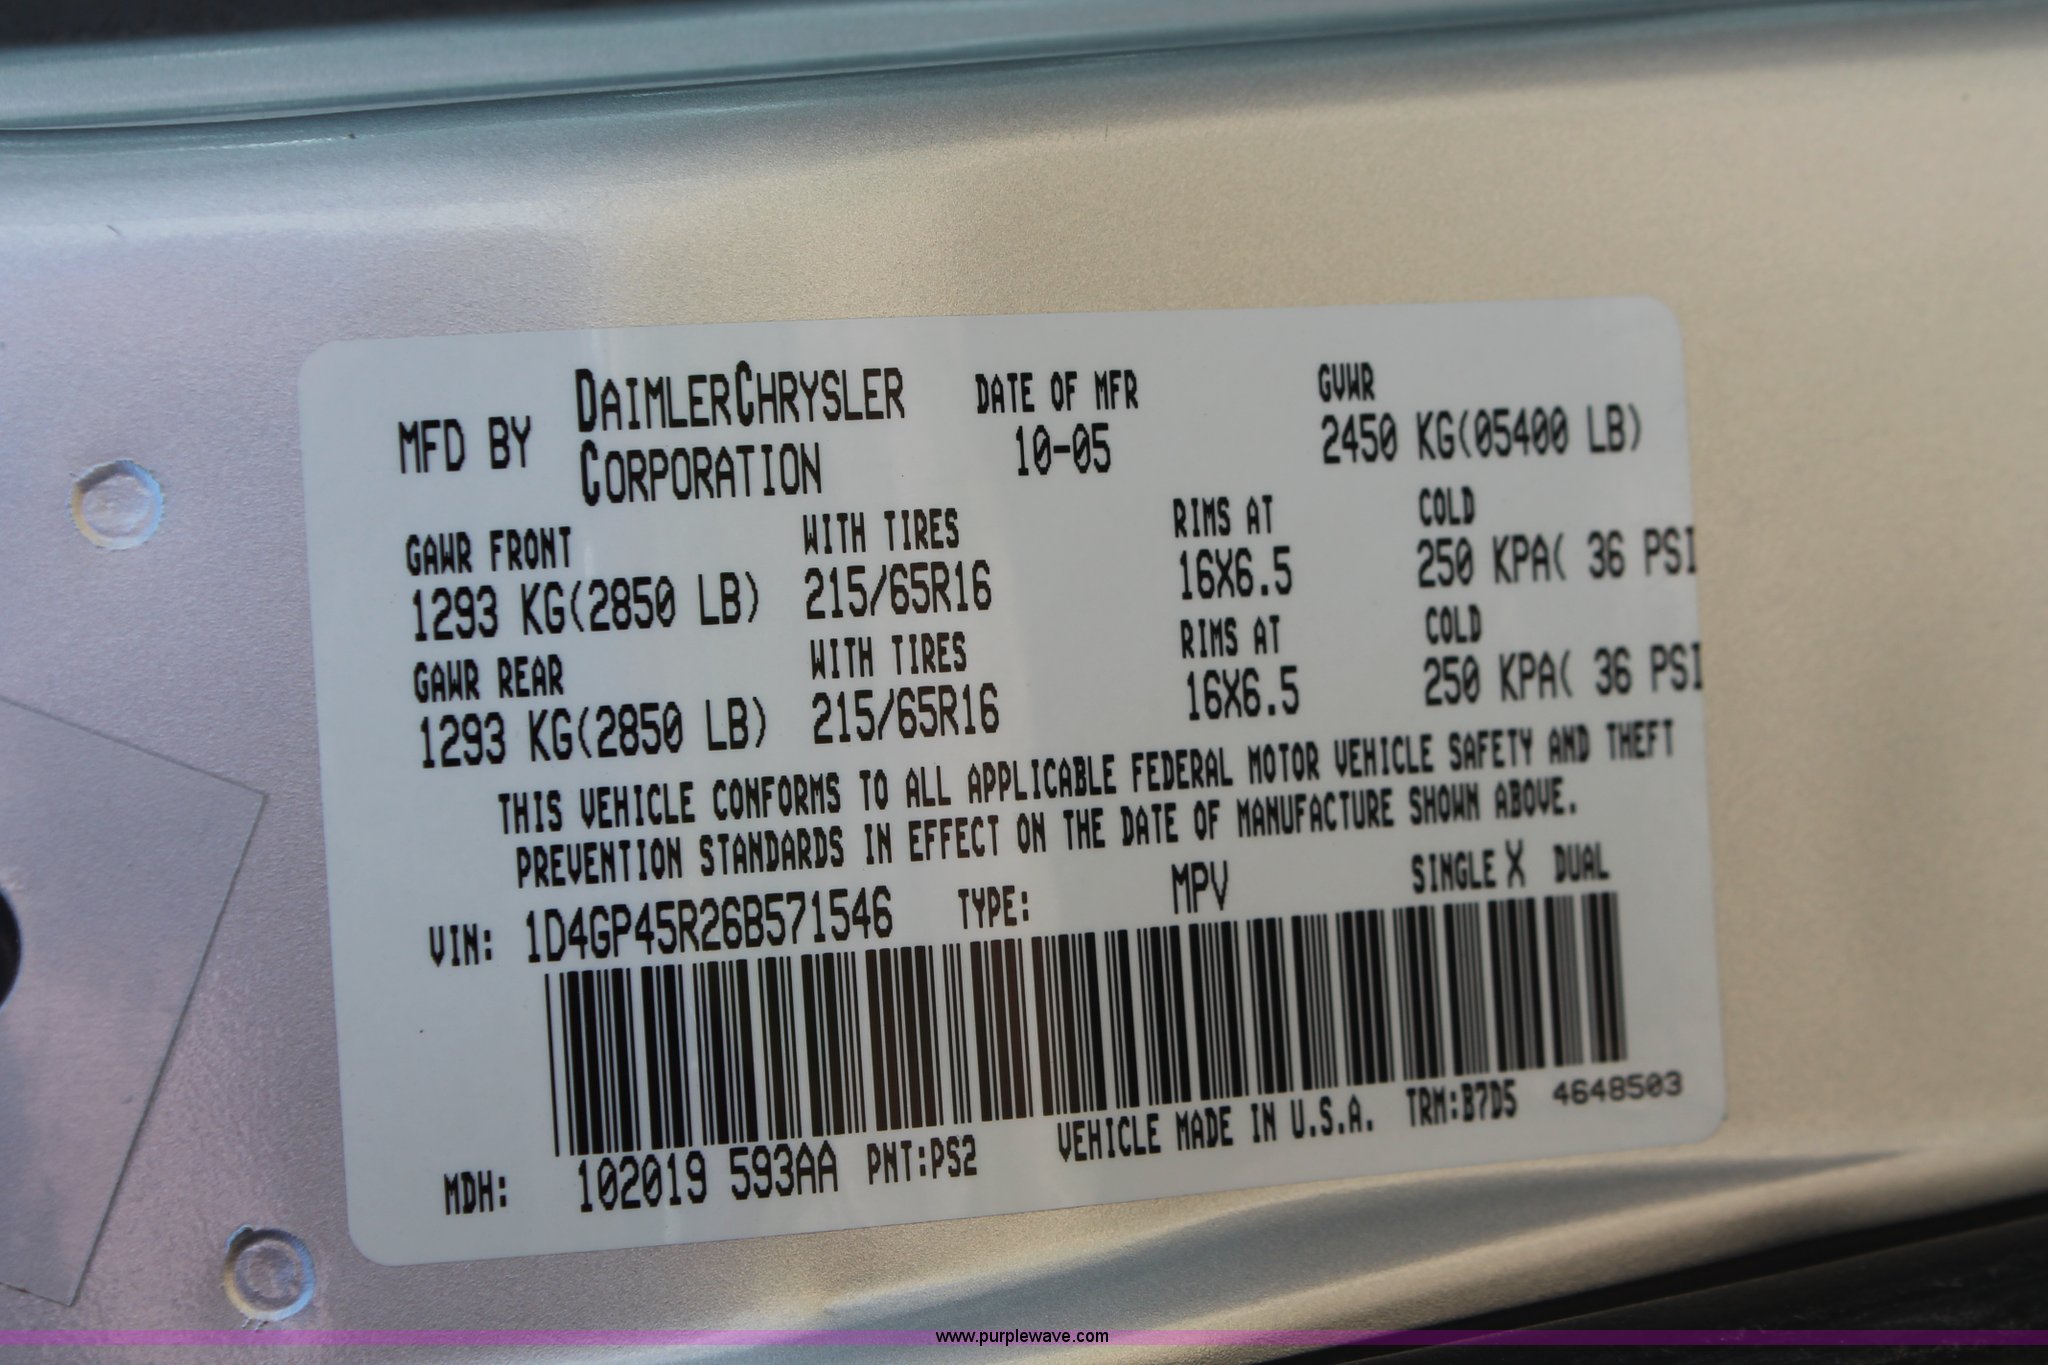 MFD BY DAIMLERCHRYSLER CORPORATION
DATE OF MFR
10-05
GVWR
2450 KG(05400 LB)
GAWR FRONT WITH TIRES RIMS AT COLD
1293 KG(2850 LB) 215/65R16 16X6.5 250 KPA( 36 PSI
GAWR REAR WITH TIRES RIMS AT COLD
1293 KG(2850 LB) 215/65R16 16X6.5 250 KPA( 36 PSI
THIS VEHICLE CONFORMS TO ALL APPLICABLE FEDERAL MOTOR VEHICLE SAFETY AND THEFT
PREVENTION STANDARDS IN EFFECT ON THE DATE OF MANUFACTURE SHOWN ABOVE.
VIN: 1D4GP45R26B571546 TYPE: MPV SINGLE X DUAL
MDH: 102019 593AA PNT:PS2 VEHICLE MADE IN U.S.A. TRM:B7D5 4648503
www.purplewave.com